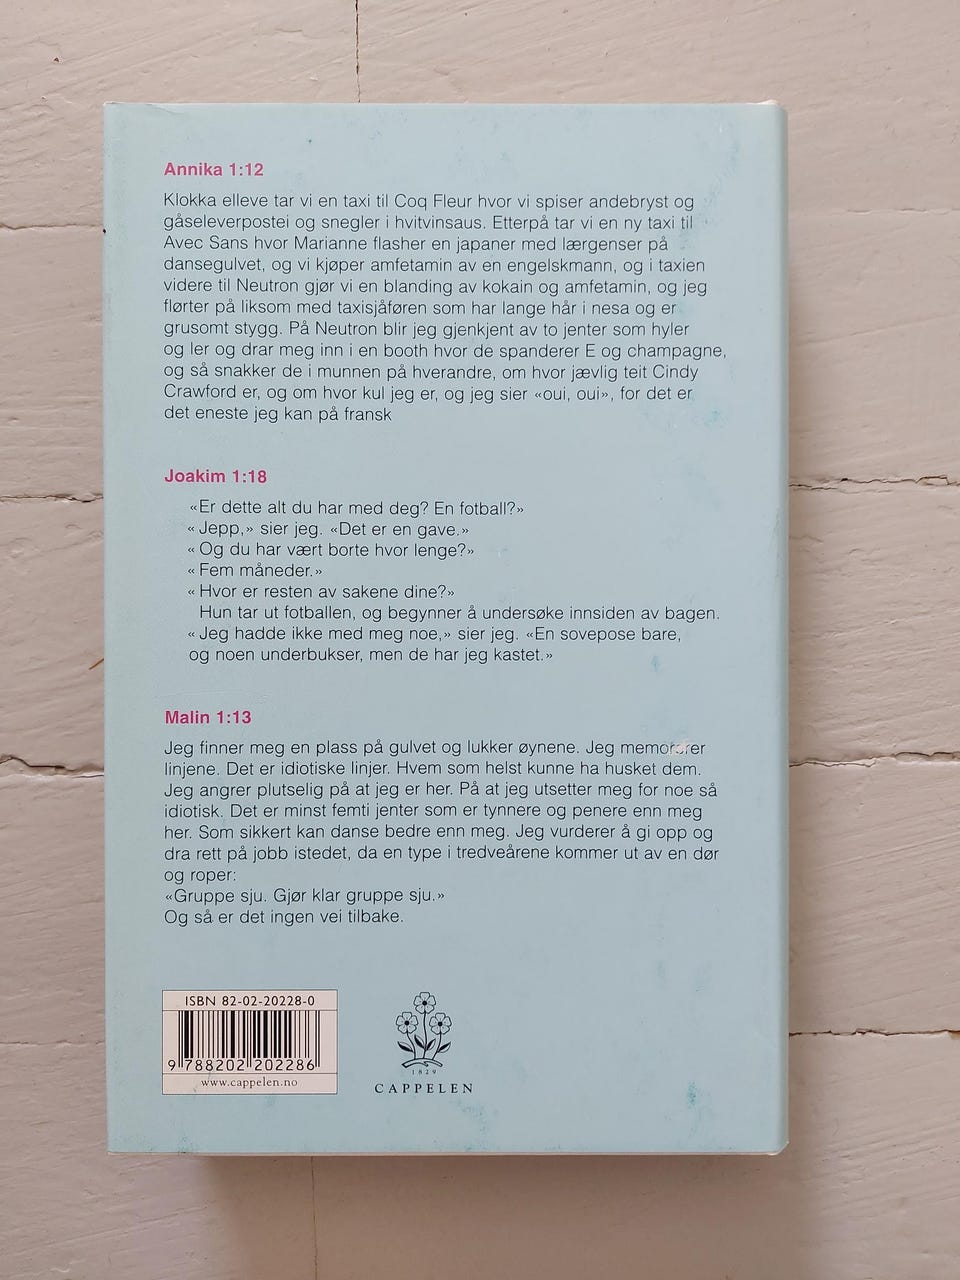 Annika 1:12
Klokka elleve tar vi en taxi til Coq Fleur hvor vi spiser andebryst og
gåseleverpostei og snegler i hvitvinsaus. Etterpå tar vi en ny taxi til
Avec Sans hvor Marianne flasher en japaner med lærgenser på
dansegulvet, og vi kjøper amfetamin av en engelskmann, og i taxien
videre til Neutron gjør vi en blanding av kokain og amfetamin, og jeg
flørter på liksom med taxisjåføren som har lange hår i nesa og er
grusomt stygg. På Neutron blir jeg gjenkjent av to jenter som hyler
og ler og drar meg inn i en booth hvor de spanderer E og champagne,
og så snakker de i munnen på hverandre, om hvor jævlig teit Cindy
Crawford er, og om hvor kul jeg er, og jeg sier «oui, oui», for det er
det eneste jeg kan på fransk
Joakim 1:18
«Er dette alt du har med deg? En fotball?»
«Jepp,» sier jeg. «Det er en gave.»
«Og du har vært borte hvor lenge?»
«Fem måneder.»
«Hvor er resten av sakene dine?»
Hun tar ut fotballen, og begynner å undersøke innsiden av bagen.
«Jeg hadde ikke med meg noe,» sier jeg. «En sovepose bare,
og noen underbukser, men de har jeg kastet.»
Malin 1:13
Jeg finner meg en plass på gulvet og lukker øynene. Jeg memorerer
linjene. Det er idiotiske linjer. Hvem som helst kunne ha husket dem.
Jeg angrer plutselig på at jeg er her. På at jeg utsetter meg for noe så
idiotisk. Det er minst femti jenter som er tynnere og penere enn meg
her. Som sikkert kan danse bedre enn meg. Jeg vurderer å gi opp og
dra rett på jobb istedet, da en type i tredveårene kommer ut av en dør
og roper:
«Gruppe sju. Gjør klar gruppe sju.»
Og så er det ingen vei tilbake.
ISBN 82-02-20228-0
9 788202 202286
www.cappelen.no
1829
CAPPELEN